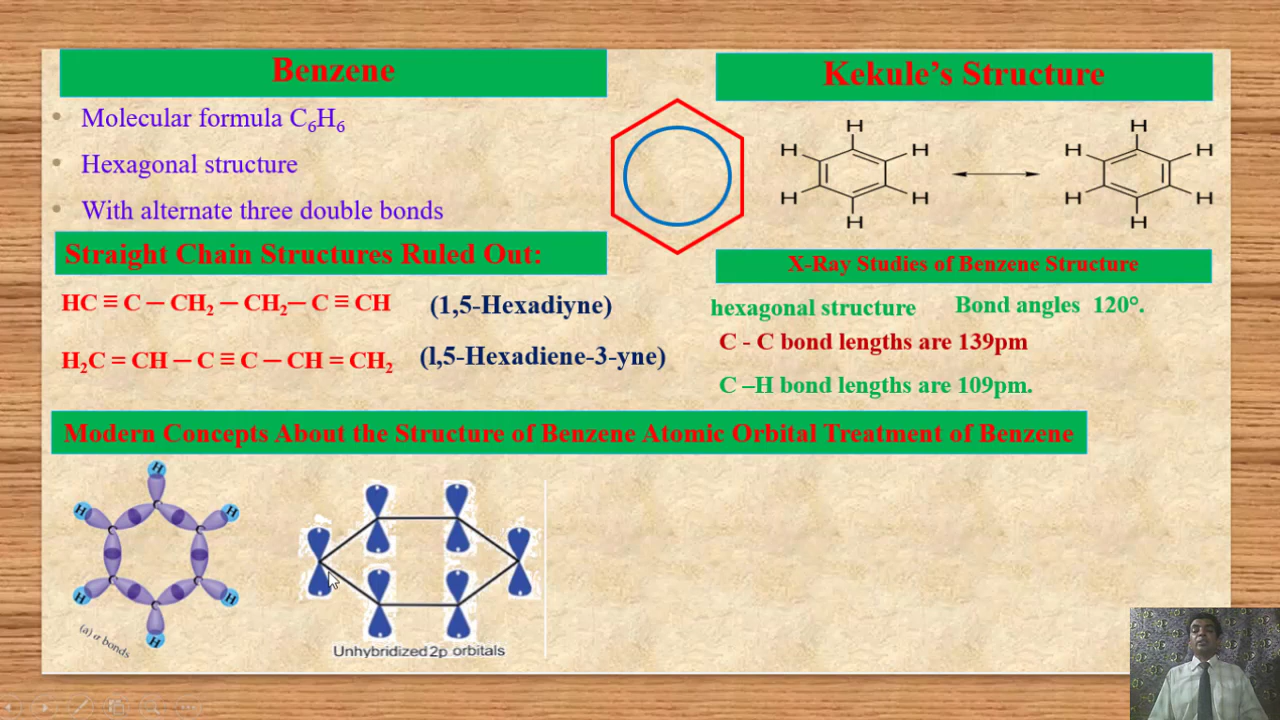 Benzene
• Molecular formula C₆H₆
• Hexagonal structure
• With alternate three double bonds
Straight Chain Structures Ruled Out:
HC ≡ C — CH₂ — CH₂— C ≡ CH (1,5-Hexadiyne)
H₂C = CH — C ≡ C — CH = CH₂ (l,5-Hexadiene-3-yne)
Kekule’s Structure
H H
H H H H
H H H H
H H
X-Ray Studies of Benzene Structure
hexagonal structure Bond angles 120°.
C - C bond lengths are 139pm
C –H bond lengths are 109pm.
Modern Concepts About the Structure of Benzene Atomic Orbital Treatment of Benzene
H
H C H
C C
C C
H C H
H
(a) σ bonds
Unhybridized 2p orbitals